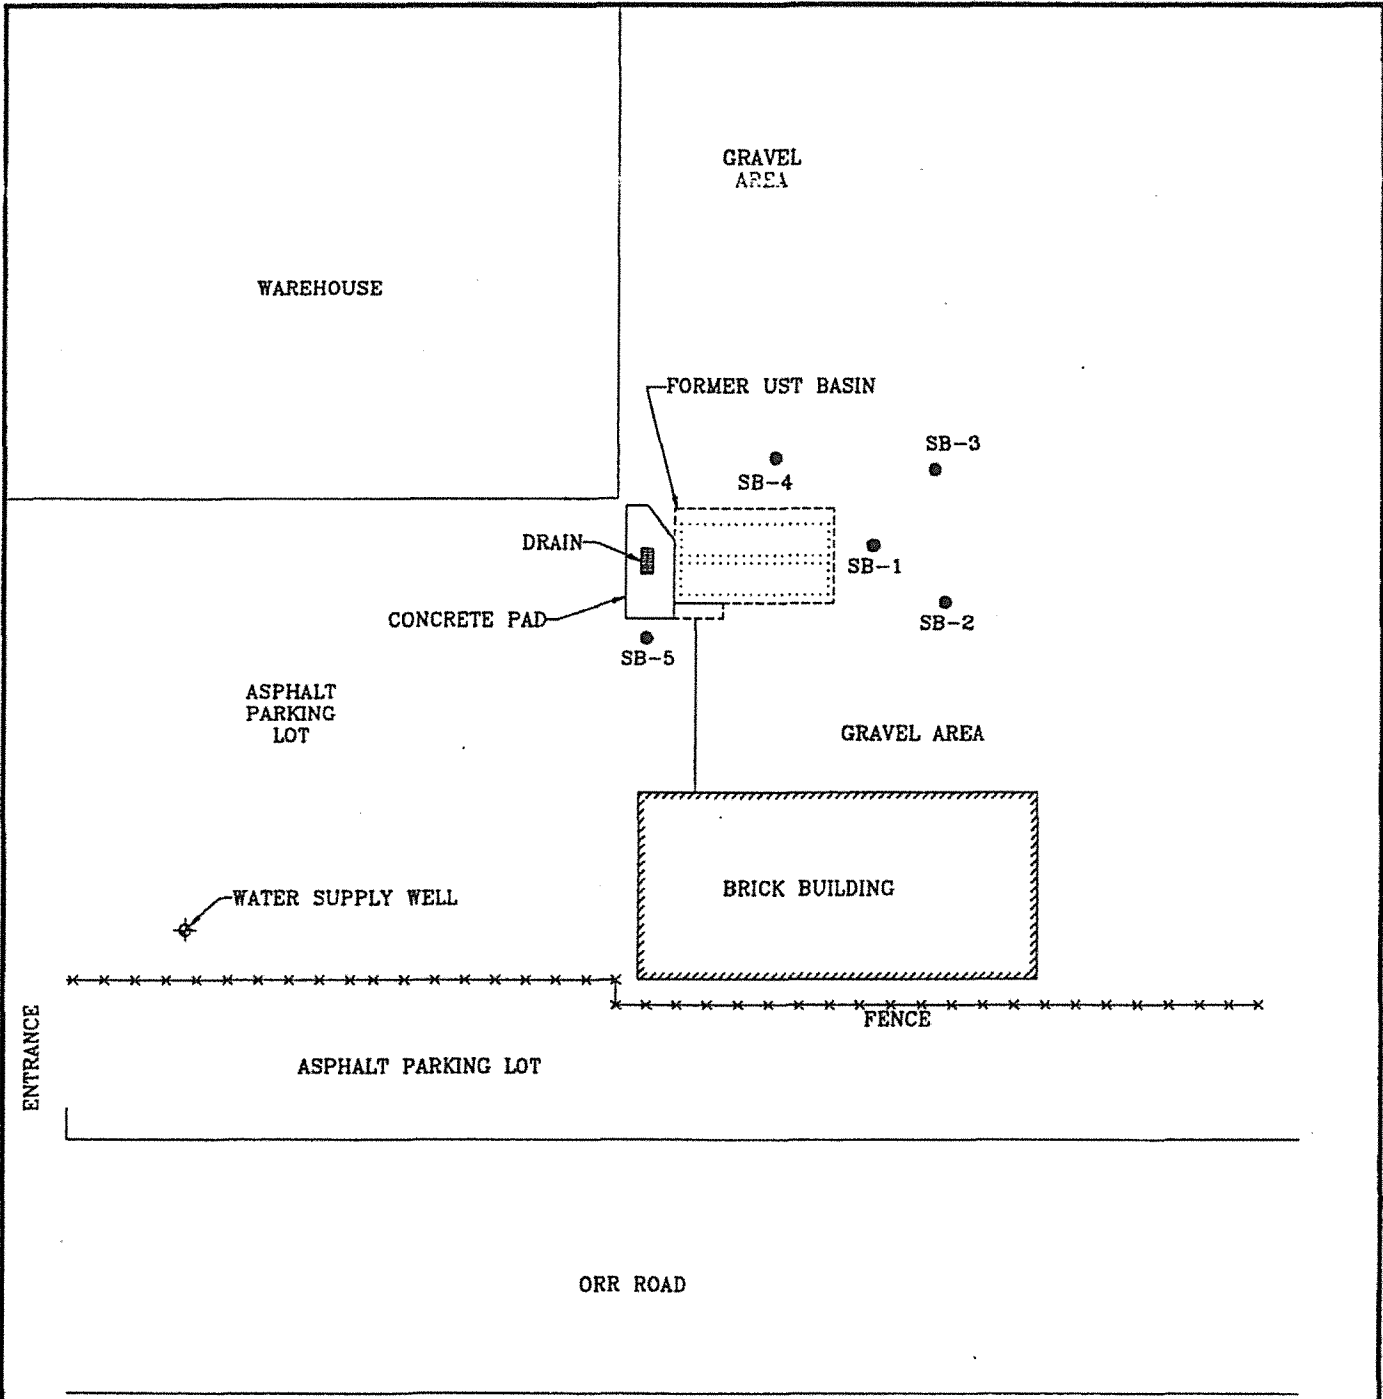 GRAVEL
AREA
WAREHOUSE
FORMER UST BASIN
SB-3
SB-4
DRAIN
SB-1
CONCRETE PAD
SB-2
SB-5
ASPHALT
PARKING
LOT
GRAVEL AREA
BRICK BUILDING
WATER SUPPLY WELL
ENTRANCE
FENCE
ASPHALT PARKING LOT
ORR ROAD